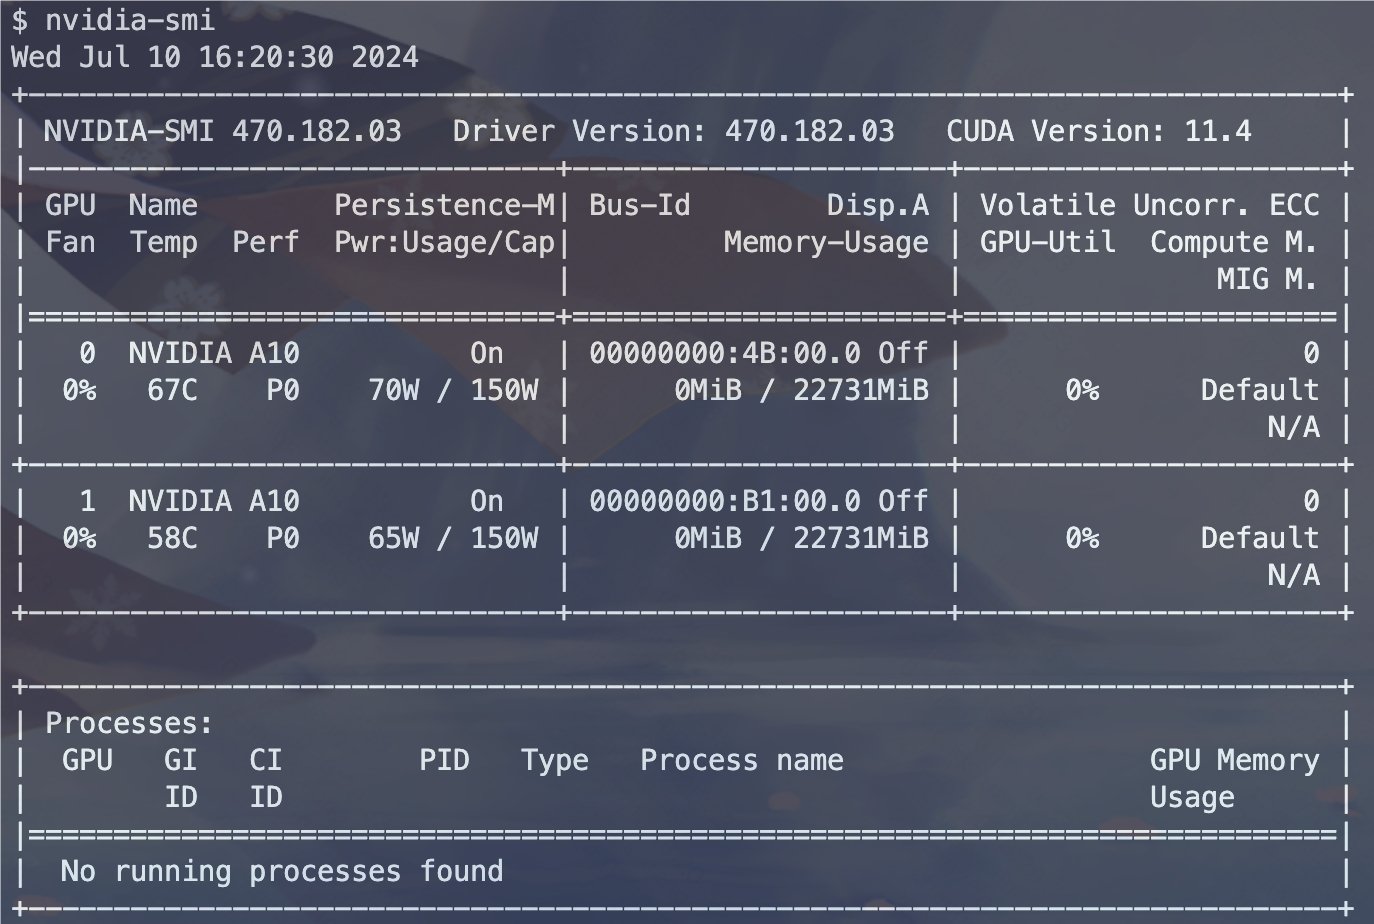 $ nvidia-smi
Wed Jul 10 16:20:30 2024
+-----------------------------------------------------------------------------+
| NVIDIA-SMI 470.182.03   Driver Version: 470.182.03   CUDA Version: 11.4     |
|-------------------------------+----------------------+----------------------+
| GPU  Name        Persistence-M| Bus-Id        Disp.A | Volatile Uncorr. ECC |
| Fan  Temp  Perf  Pwr:Usage/Cap|         Memory-Usage | GPU-Util  Compute M. |
|                               |                      |               MIG M. |
|===============================+======================+======================|
|   0  NVIDIA A10          On   | 00000000:4B:00.0 Off |                    0 |
|  0%   67C    P0    70W / 150W |      0MiB / 22731MiB |      0%      Default |
|                               |                      |                  N/A |
+-------------------------------+----------------------+----------------------+
|   1  NVIDIA A10          On   | 00000000:B1:00.0 Off |                    0 |
|  0%   58C    P0    65W / 150W |      0MiB / 22731MiB |      0%      Default |
|                               |                      |                  N/A |
+-------------------------------+----------------------+----------------------+

+-----------------------------------------------------------------------------+
| Processes:                                                                  |
|  GPU   GI   CI        PID   Type   Process name                  GPU Memory |
|        ID   ID                                                   Usage      |
|=============================================================================|
|  No running processes found                                                 |
+-----------------------------------------------------------------------------+